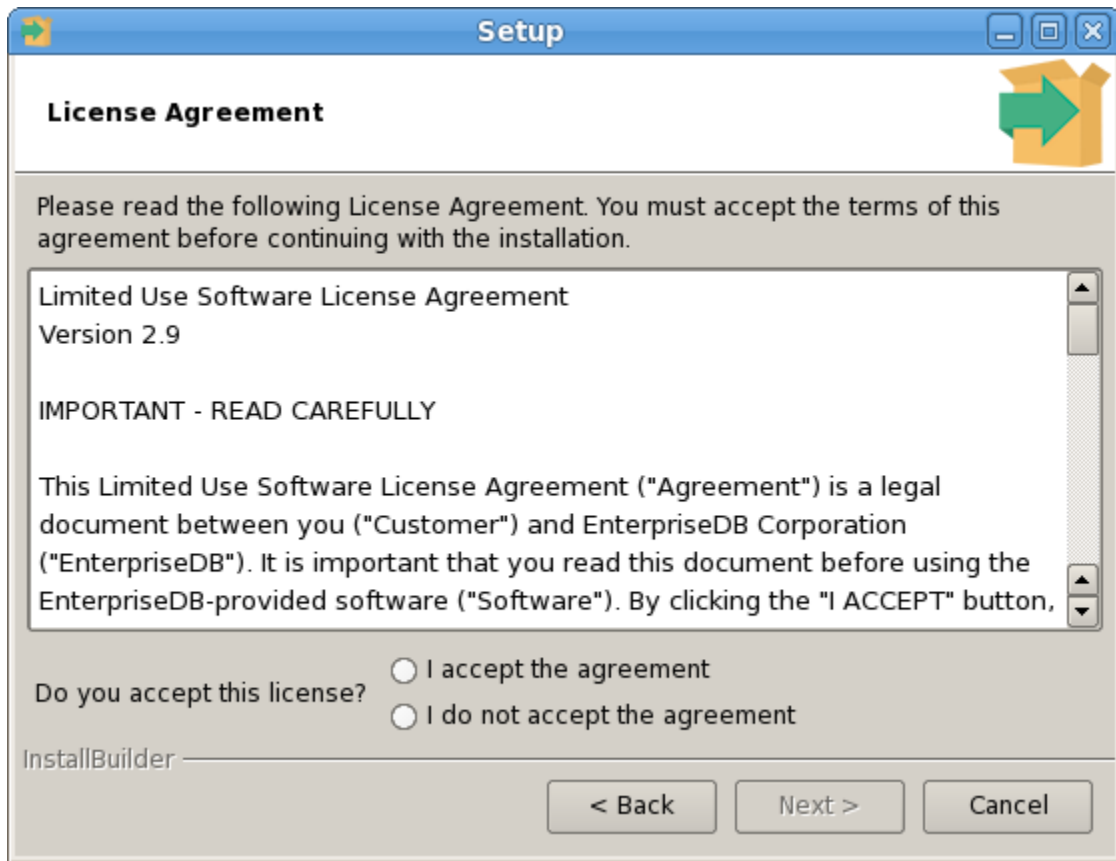 Setup
License Agreement
Please read the following License Agreement. You must accept the terms of this
agreement before continuing with the installation.
Limited Use Software License Agreement
Version 2.9
IMPORTANT - READ CAREFULLY
This Limited Use Software License Agreement ("Agreement") is a legal
document between you ("Customer") and EnterpriseDB Corporation
("EnterpriseDB"). It is important that you read this document before using the
EnterpriseDB-provided software ("Software"). By clicking the "I ACCEPT" button,
Do you accept this license?
I accept the agreement
I do not accept the agreement
InstallBuilder
< Back
Next >
Cancel